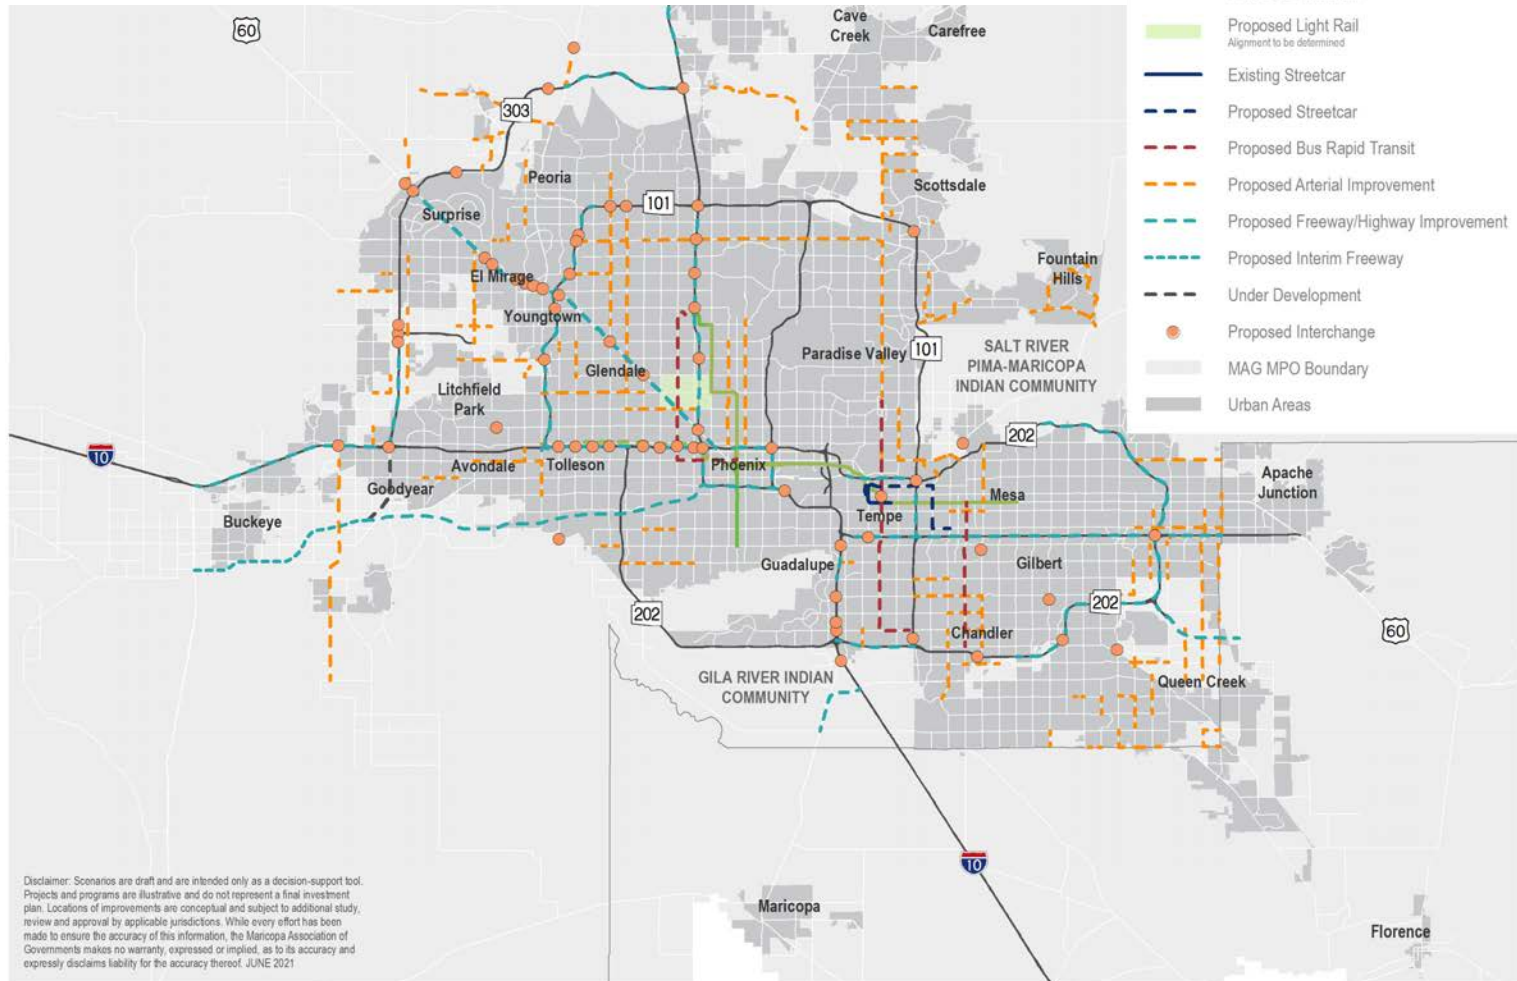 60
Cave
Creek
Carefree
303
Peoria
Scottsdale
101
Surprise
El Mirage
Fountain
Hills
Youngtown
Paradise Valley
101
SALT RIVER
PIMA-MARICOPA
INDIAN COMMUNITY
Glendale
Litchfield
Park
202
10
Avondale
Tolleson
Phoenix
Apache
Junction
Goodyear
Mesa
Buckeye
Tempe
Guadalupe
Gilbert
202
202
60
Chandler
GILA RIVER INDIAN
COMMUNITY
Queen Creek
10
Maricopa
Florence
Proposed Light Rail
Alignment to be determined
Existing Streetcar
Proposed Streetcar
Proposed Bus Rapid Transit
Proposed Arterial Improvement
Proposed Freeway/Highway Improvement
Proposed Interim Freeway
Under Development
Proposed Interchange
MAG MPO Boundary
Urban Areas
Disclaimer: Scenarios are draft and are intended only as a decision-support tool.
Projects and programs are illustrative and do not represent a final investment
plan. Locations of improvements are conceptual and subject to additional study,
review and approval by applicable jurisdictions. While every effort has been
made to ensure the accuracy of this information, the Maricopa Association of
Governments makes no warranty, expressed or implied, as to its accuracy and
expressly disclaims liability for the accuracy thereof. JUNE 2021